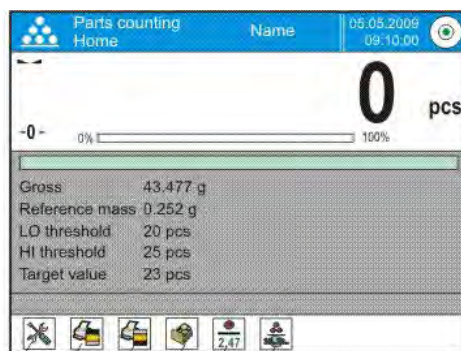 Parts counting
Home
Name
05.05.2009
09:10:00
0 pcs
-0-
0% 100%
Gross 43.477 g
Reference mass 0.252 g
LO threshold 20 pcs
HI threshold 25 pcs
Target value 23 pcs
2,47